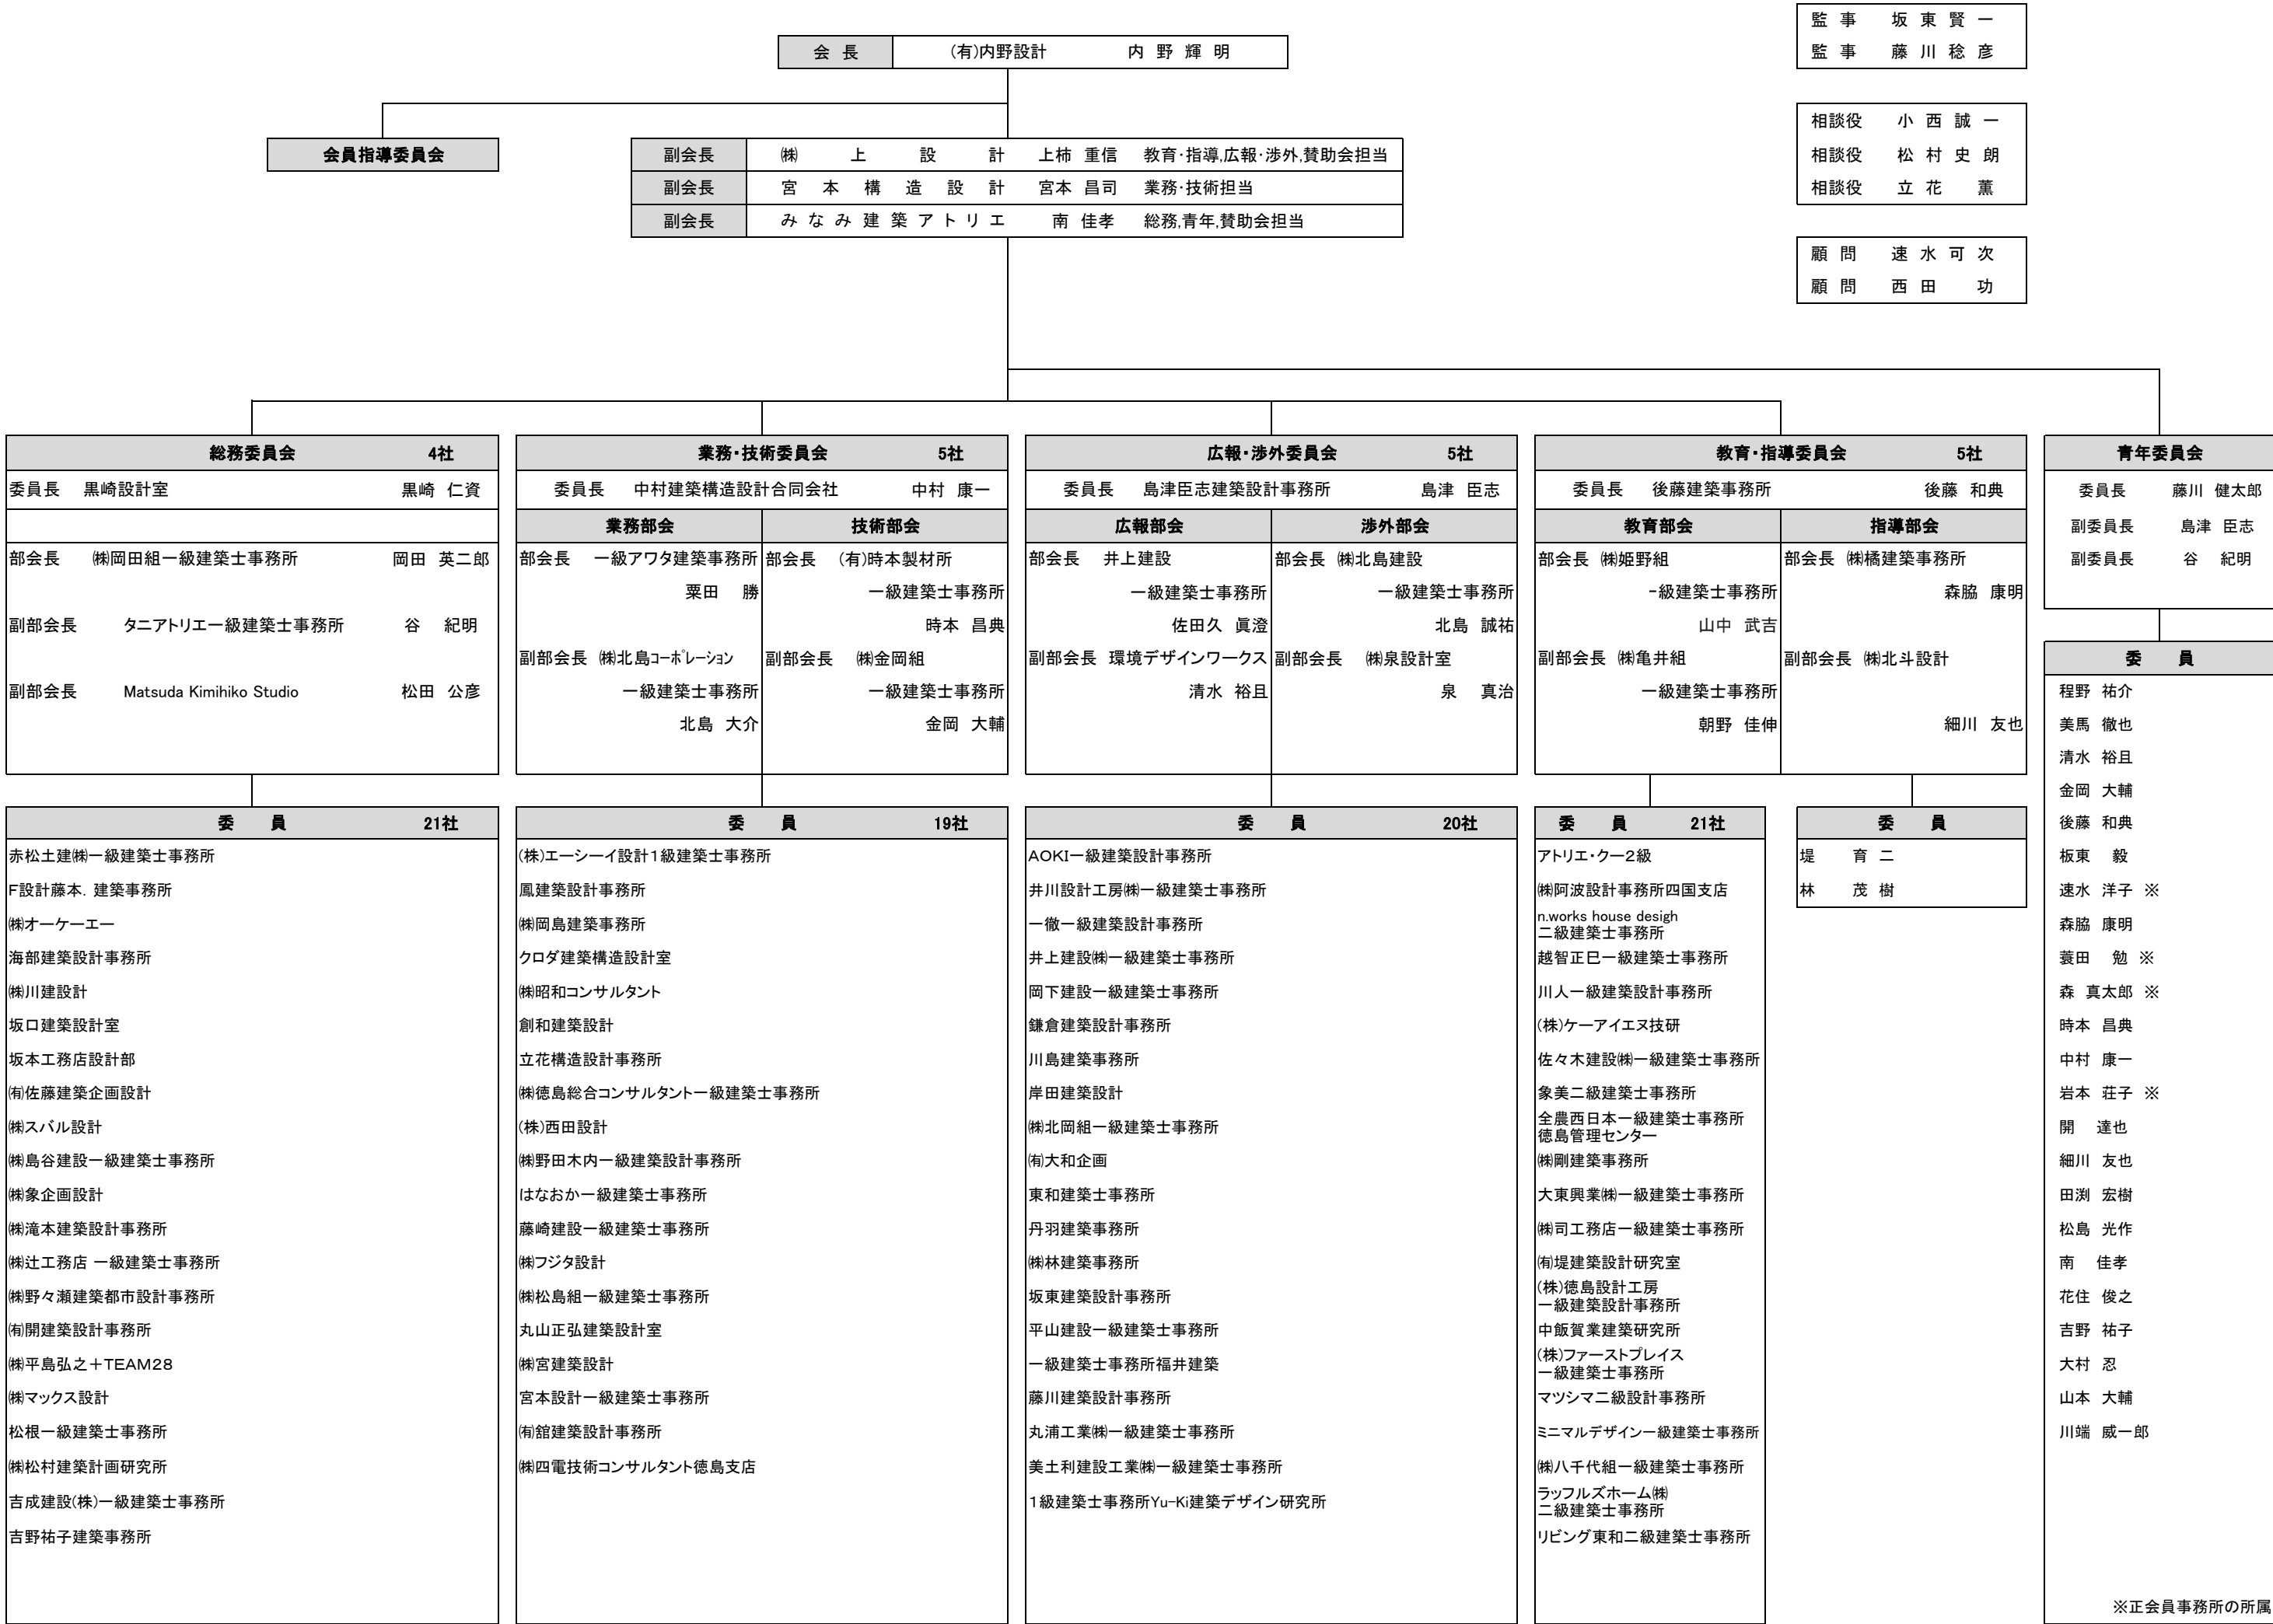 監事 坂東賢一
監事 藤川稔彦
会長 (有)内野設計 内野輝明
相談役 小西誠一
相談役 松村史朗
相談役 立花 薫
会員指導委員会
副会長 ㈱上設計 上柿 重信 教育・指導,広報・渉外,賛助会担当
副会長 宮本構造設計 宮本 昌司 業務・技術担当
副会長 みなみ建築アトリエ 南 佳孝 総務,青年,賛助会担当
顧問 速水可次
顧問 西田 功
総務委員会 4社
委員長 黒崎設計室 黒崎 仁資
部会長 ㈱岡田組一級建築士事務所 岡田 英二郎
副部会長 タニアトリエ一級建築士事務所 谷 紀明
副部会長 Matsuda Kimihiko Studio 松田 公彦
委員 21社
赤松土建㈱一級建築士事務所
F設計藤本．建築事務所
㈱オーケーエー
海部建築設計事務所
㈱川建設計
坂口建築設計室
坂本工務店設計部
㈲佐藤建築企画設計
㈱スバル設計
㈱島谷建設一級建築士事務所
㈱象企画設計
㈱滝本建築設計事務所
㈱辻工務店 一級建築士事務所
㈱野々瀬建築都市設計事務所
㈲開建築設計事務所
㈱平島弘之＋TEAM28
㈱マックス設計
松根一級建築士事務所
㈱松村建築計画研究所
吉成建設(株)一級建築士事務所
吉野祐子建築事務所
業務・技術委員会 5社
委員長 中村建築構造設計合同会社 中村 康一
業務部会
部会長 一級アワタ建築事務所
粟田 勝
副部会長 ㈱北島ｺｰﾎﾟﾚｰｼｮﾝ
一級建築士事務所
北島 大介
技術部会
部会長 (有)時本製材所
一級建築士事務所
時本 昌典
副部会長 ㈱金岡組
一級建築士事務所
金岡 大輔
委員 19社
(株)エーシーイ設計1級建築士事務所
鳳建築設計事務所
㈱岡島建築事務所
クロダ建築構造設計室
㈱昭和コンサルタント
創和建築設計
立花構造設計事務所
㈱徳島総合コンサルタント一級建築士事務所
(株)西田設計
㈱野田木内一級建築設計事務所
はなおか一級建築士事務所
藤崎建設一級建築士事務所
㈱フジタ設計
㈱松島組一級建築士事務所
丸山正弘建築設計室
㈱宮建築設計
宮本設計一級建築士事務所
㈲舘建築設計事務所
㈱四電技術コンサルタント徳島支店
広報・渉外委員会 5社
委員長 島津臣志建築設計事務所 島津 臣志
広報部会
部会長 井上建設
一級建築士事務所
佐田久 眞澄
副部会長 環境デザインワークス
清水 裕且
渉外部会
部会長 ㈱北島建設
一級建築士事務所
北島 誠祐
副部会長 ㈱泉設計室
泉 真治
委員 20社
AOKI一級建築設計事務所
井川設計工房㈱一級建築士事務所
一徹一級建築設計事務所
井上建設㈱一級建築士事務所
岡下建設一級建築士事務所
鎌倉建築設計事務所
川島建築事務所
岸田建築設計
㈱北岡組一級建築士事務所
㈲大和企画
東和建築士事務所
丹羽建築事務所
㈱林建築事務所
坂東建築設計事務所
平山建設一級建築士事務所
一級建築士事務所福井建築
藤川建築設計事務所
丸浦工業㈱一級建築士事務所
美土利建設工業㈱一級建築士事務所
1級建築士事務所Yu-Ki建築デザイン研究所
教育・指導委員会 5社
委員長 後藤建築事務所 後藤 和典
教育部会
部会長 ㈱姫野組
-級建築士事務所
山中 武吉
副部会長 ㈱亀井組
一級建築士事務所
朝野 佳伸
指導部会
部会長 ㈱橘建築事務所
森脇 康明
副部会長 ㈱北斗設計
細川 友也
委員 21社
アトリエ・クー2級
㈱阿波設計事務所四国支店
n.works house desigh
二級建築士事務所
越智正巳一級建築士事務所
川人一級建築設計事務所
(株)ケーアイエヌ技研
佐々木建設㈱一級建築士事務所
象美二級建築士事務所
全農西日本一級建築士事務所
徳島管理センター
㈱剛建築事務所
大東興業㈱一級建築士事務所
㈱司工務店一級建築士事務所
㈲堤建築設計研究室
(株)徳島設計工房
一級建築設計事務所
中飯賀業建築研究所
(株)ファーストプレイス
一級建築士事務所
マツシマ二級設計事務所
ミニマルデザイン一級建築士事務所
㈱八千代組一級建築士事務所
ラッフルズホーム㈱
二級建築士事務所
リビング東和二級建築士事務所
委員
堤 育二
林 茂樹
青年委員会
委員長 藤川 健太郎
副委員長 島津 臣志
副委員長 谷 紀明
委員
程野 祐介
美馬 徹也
清水 裕且
金岡 大輔
後藤 和典
板東 毅
速水 洋子 ※
森脇 康明
蓑田 勉 ※
森 真太郎 ※
時本 昌典
中村 康一
岩本 荘子 ※
開 達也
細川 友也
田渕 宏樹
松島 光作
南 佳孝
花住 俊之
吉野 祐子
大村 忍
山本 大輔
川端 威一郎
※正会員事務所の所属